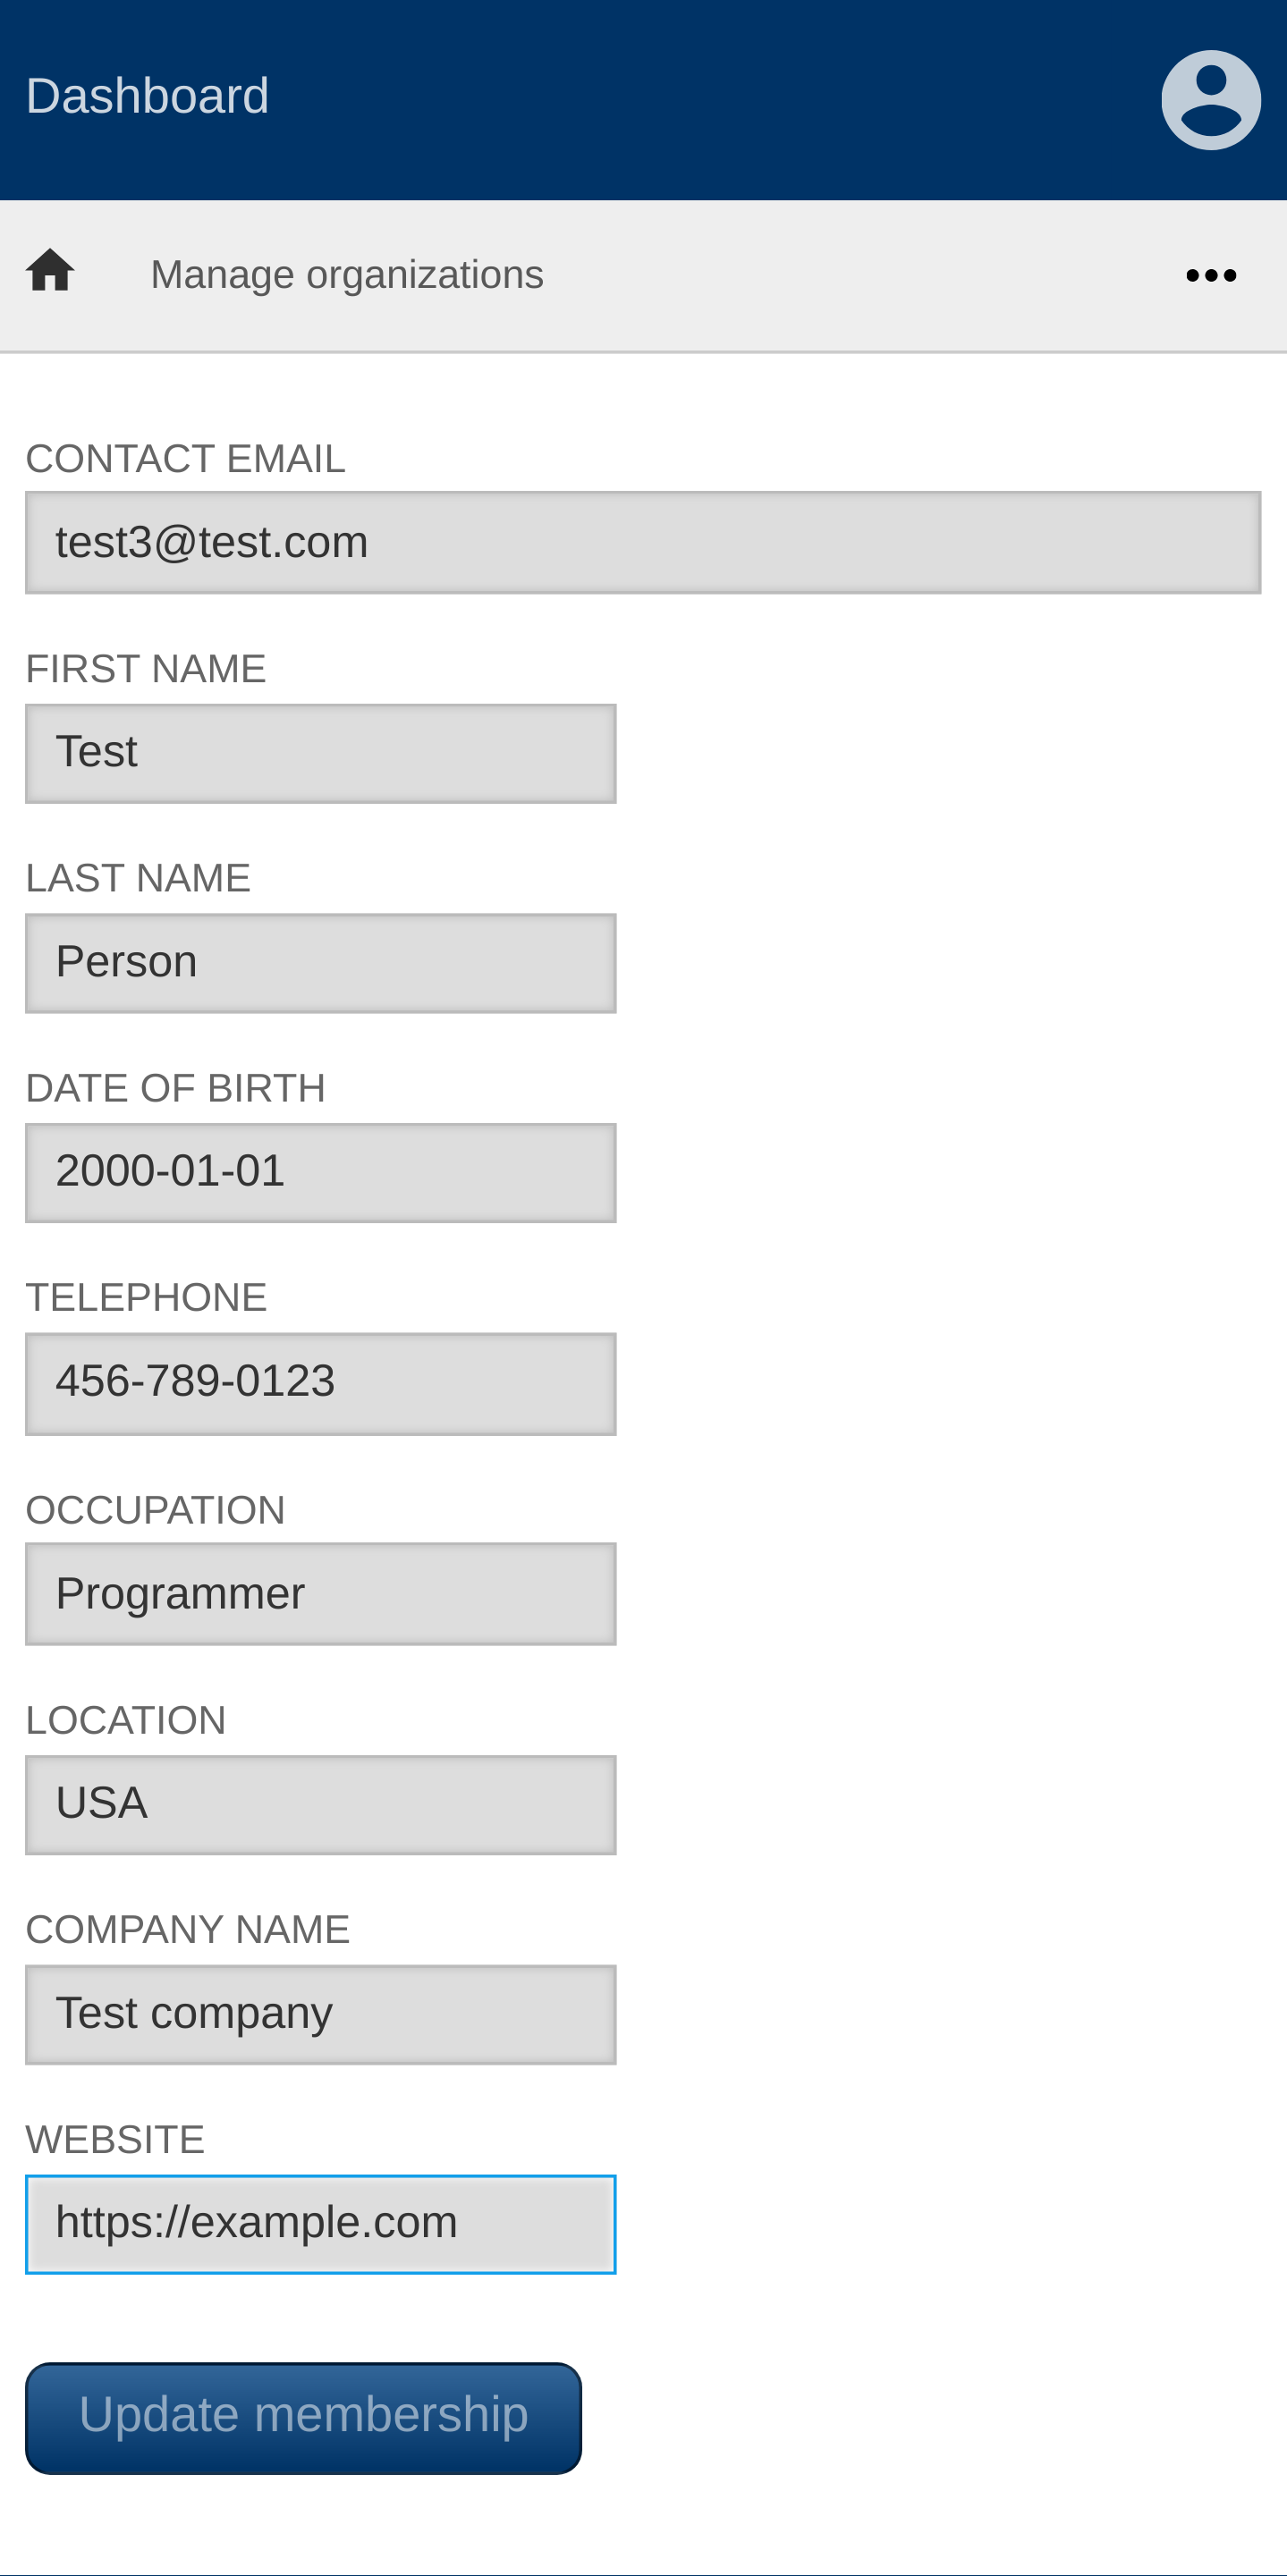 Dashboard
Manage organizations
CONTACT EMAIL
test3@test.com
FIRST NAME
Test
LAST NAME
Person
DATE OF BIRTH
2000-01-01
TELEPHONE
456-789-0123
OCCUPATION
Programmer
LOCATION
USA
COMPANY NAME
Test company
WEBSITE
https://example.com
Update membership